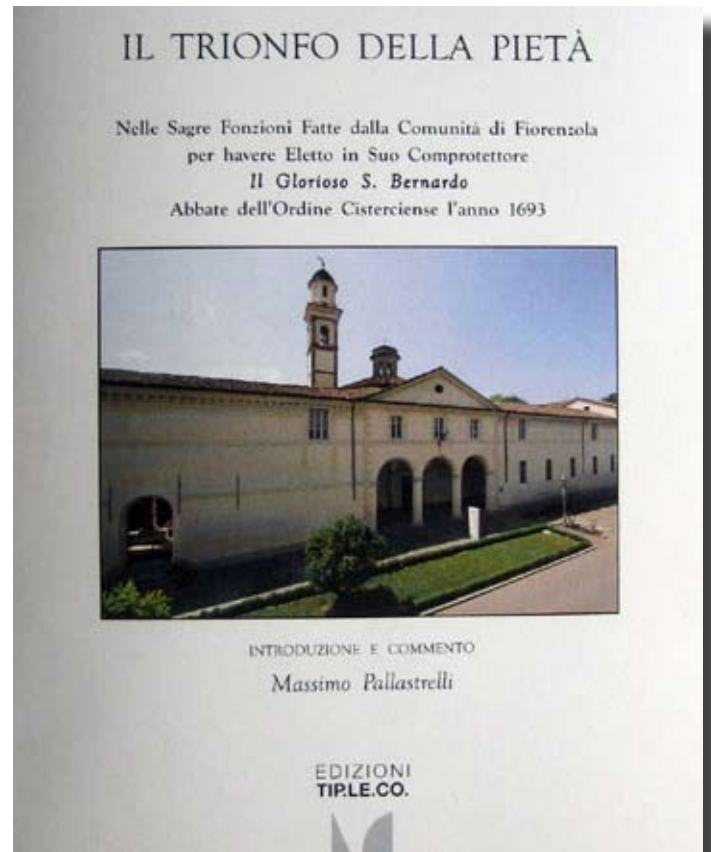 IL TRIONFO DELLA PIETÀ
Nelle Sagre Fonzioni Fatte dalla Comunità di Fiorenzola
per havere Eletto in Suo Comprotettore
Il Glorioso S. Bernardo
Abbate dell'Ordine Cisterciense l'anno 1693
INTRODUZIONE E COMMENTO
Massimo Pallastrelli
EDIZIONI
TIP.LE.CO.